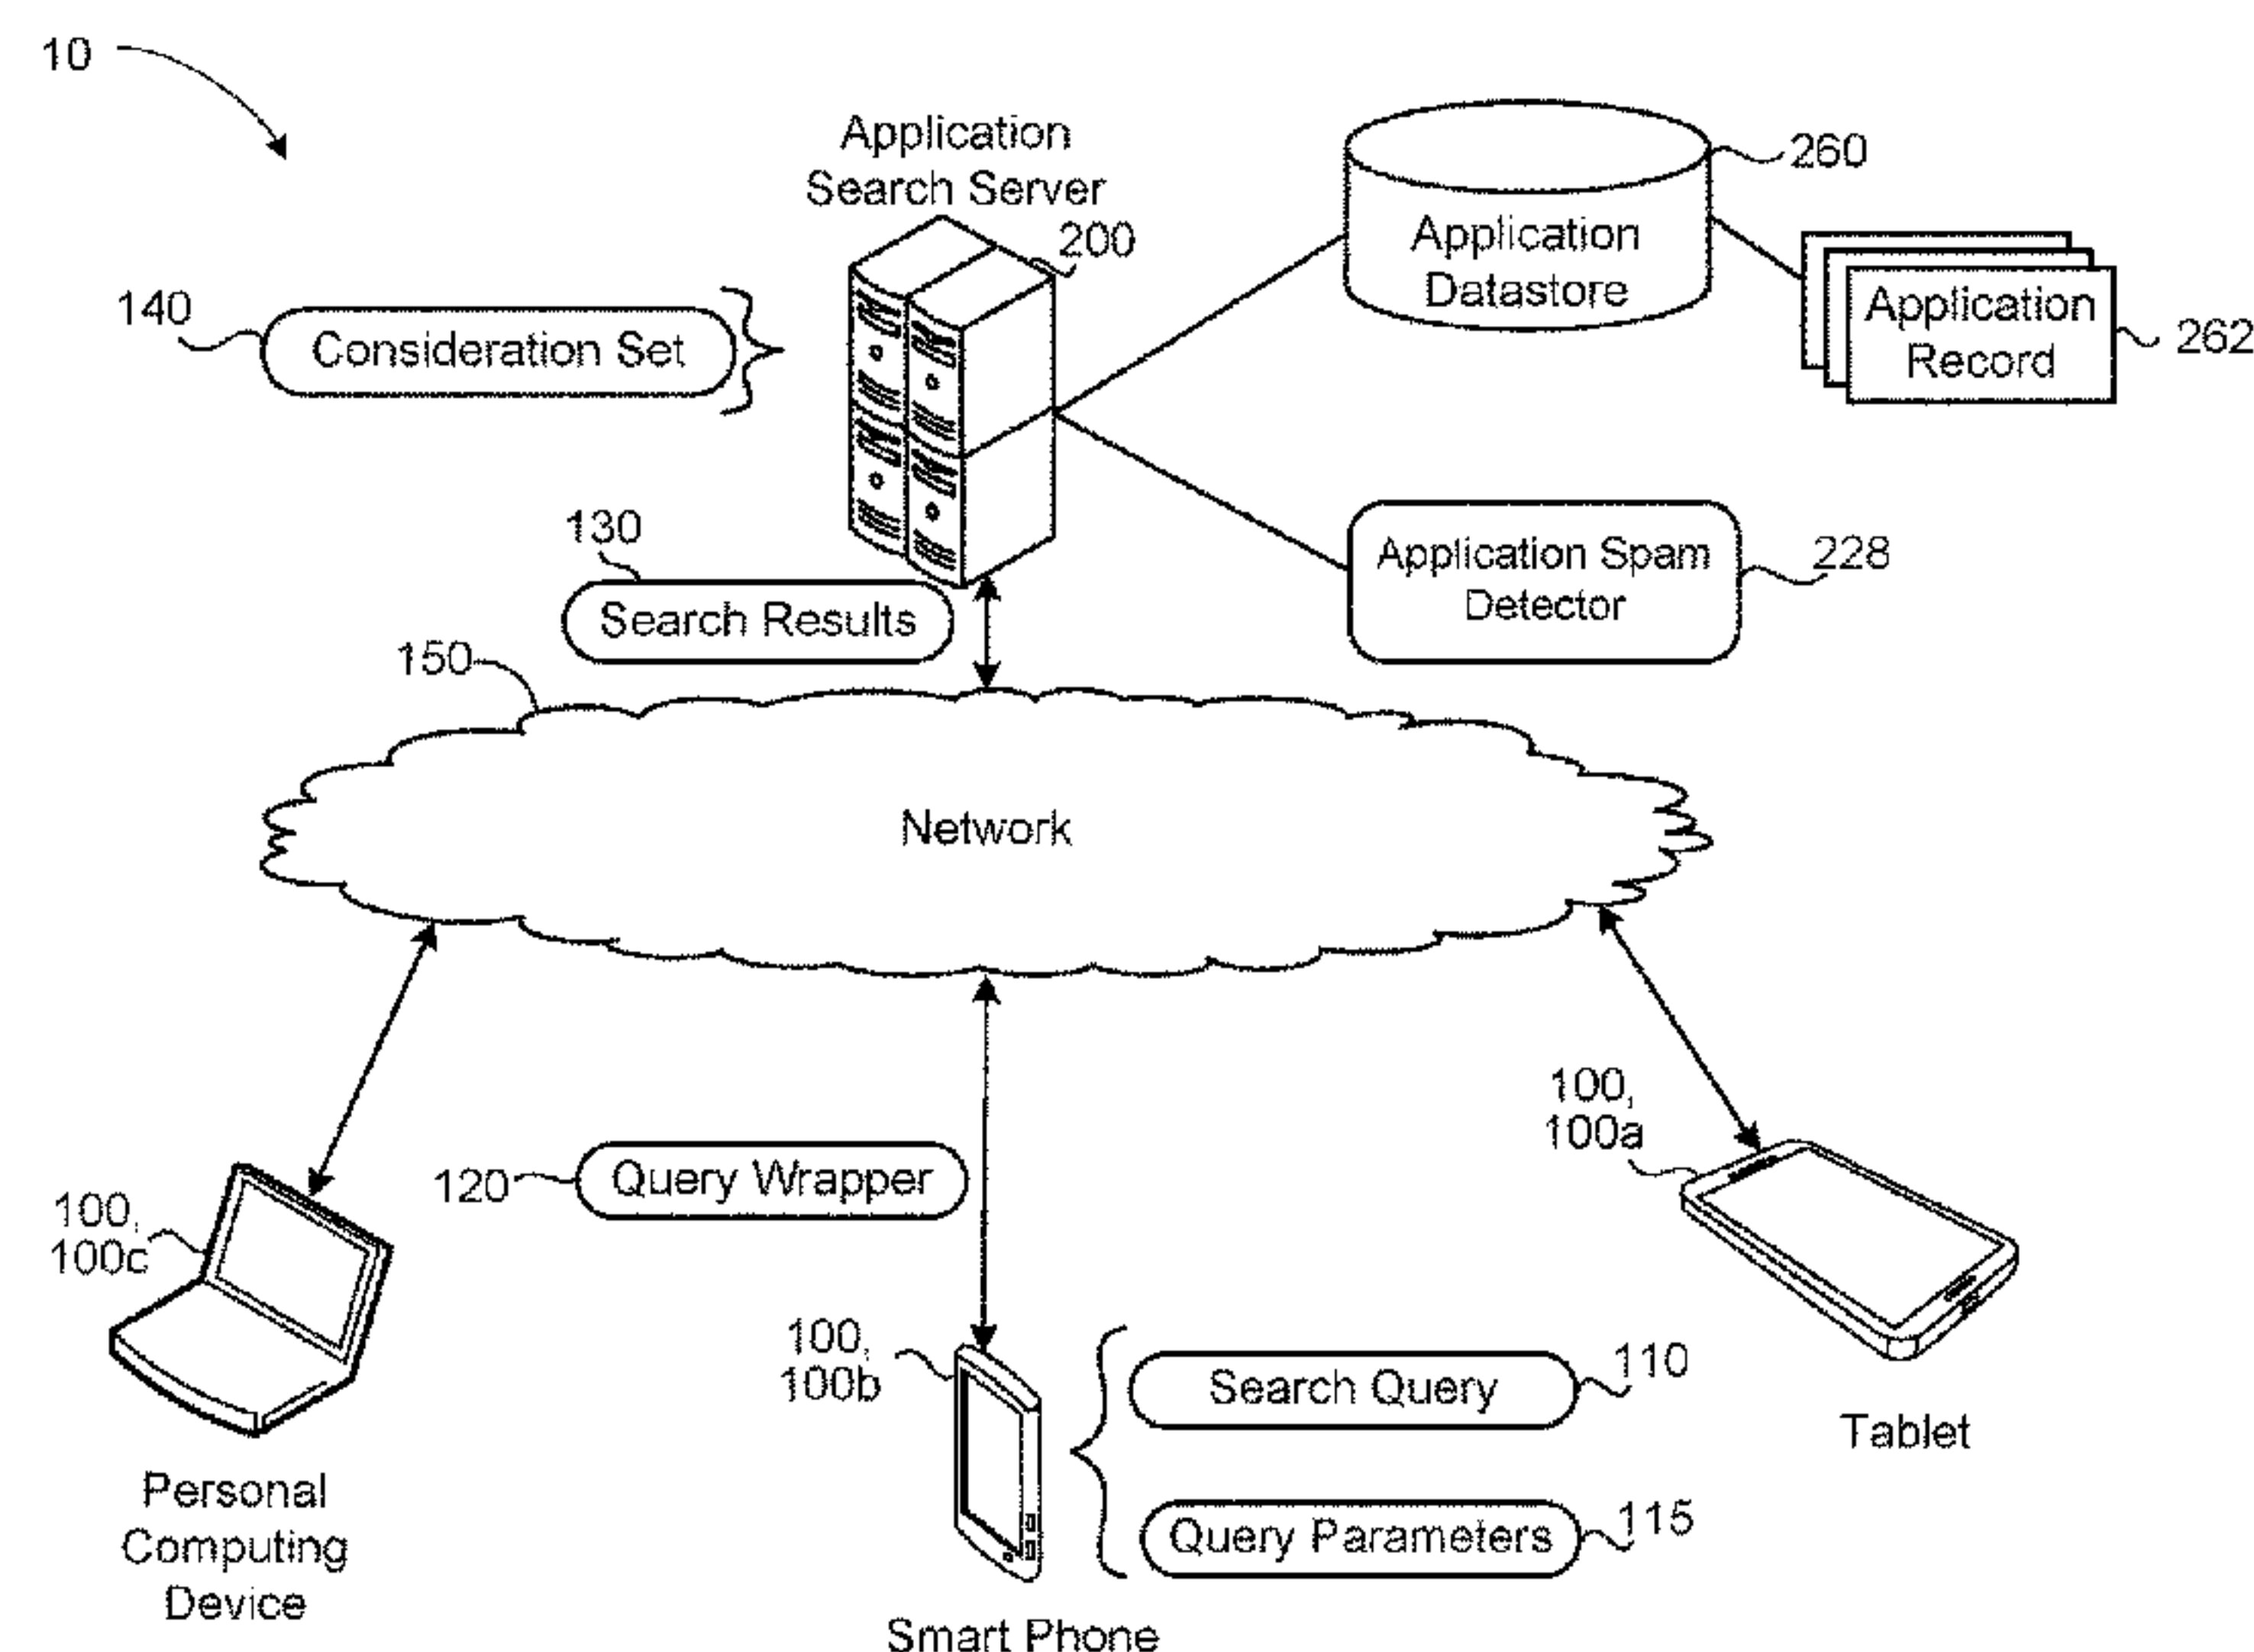 10
Application
Search Server
200
260
Application
Datastore
Application
Record
262
140
Consideration Set
130
Search Results
Application Spam
Detector
228
150
Network
100,
100a
120
Query Wrapper
100,
100c
100,
100b
Search Query
110
Tablet
Query Parameters
115
Personal
Computing
Device
Smart Phone